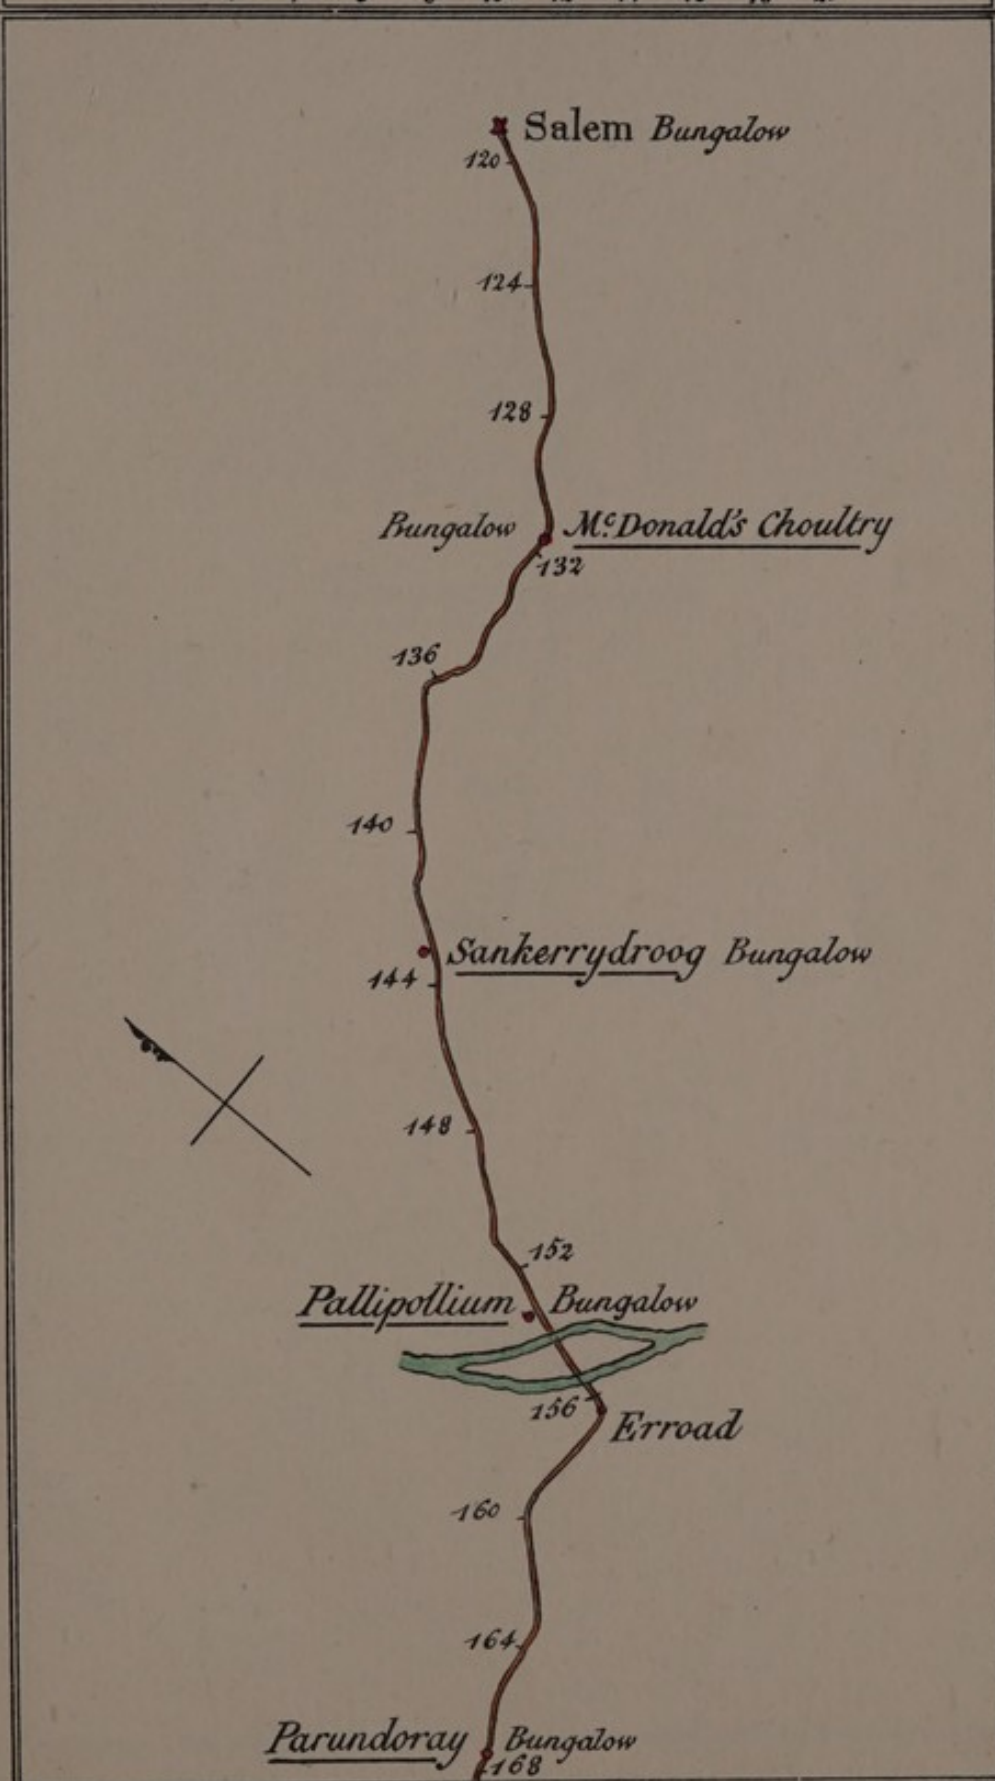 Salem Bungalow
120
124
128
Bungalow McDonald's Choultry
132
136
140
Sankerrydroog Bungalow
144
148
152
Pallipollium Bungalow
156
Erroad
160
164
Parundoray Bungalow
168